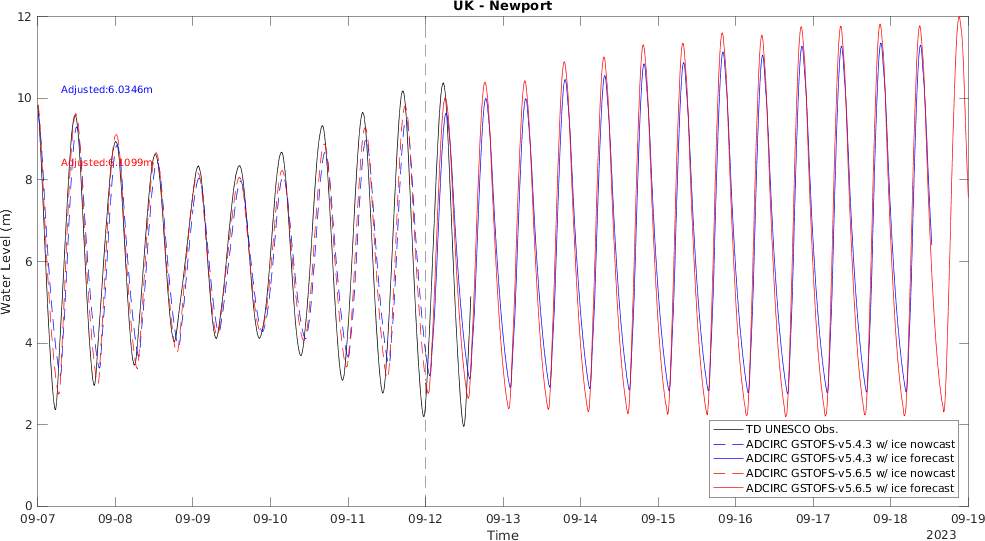 UK - Newport
12
10
8
6
4
2
0
Water Level (m)
Adjusted:6.0346m
Adjusted:6.1099m
TD UNESCO Obs.
ADCIRC GSTOFS-v5.4.3 w/ ice nowcast
ADCIRC GSTOFS-v5.4.3 w/ ice forecast
ADCIRC GSTOFS-v5.6.5 w/ ice nowcast
ADCIRC GSTOFS-v5.6.5 w/ ice forecast
09-07 09-08 09-09 09-10 09-11 09-12 09-13 09-14 09-15 09-16 09-17 09-18 09-19
Time
2023